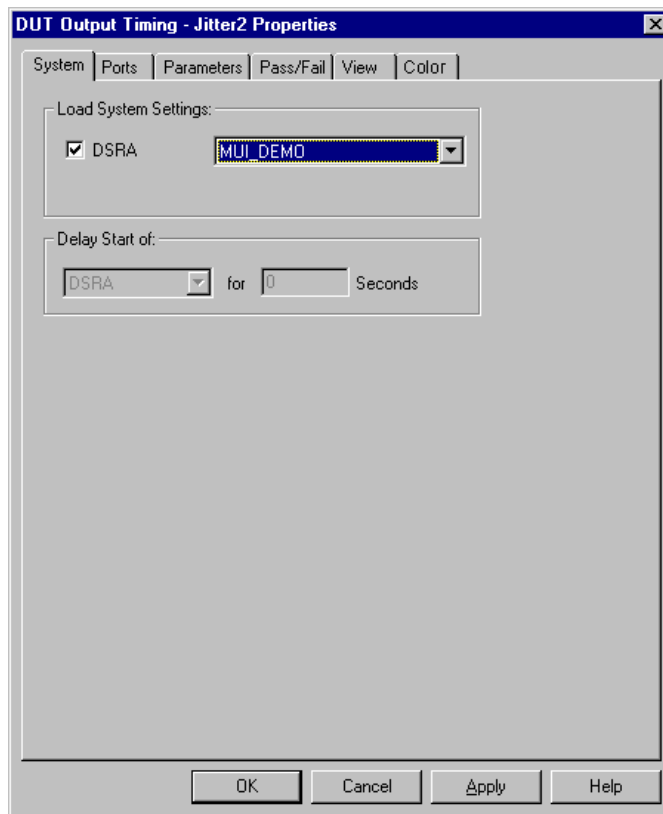 DUT Output Timing - Jitter2 Properties
System Ports Parameters Pass/Fail View Color
Load System Settings:
DSRA MUI_DEMO
Delay Start of:
DSRA for 0 Seconds
OK Cancel Apply Help